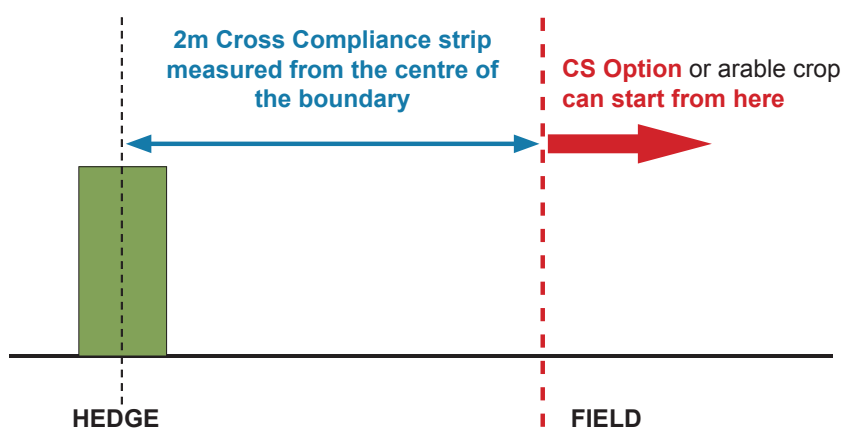 2m Cross Compliance strip
measured from the centre of
the boundary
CS Option or arable crop
can start from here
HEDGE
FIELD